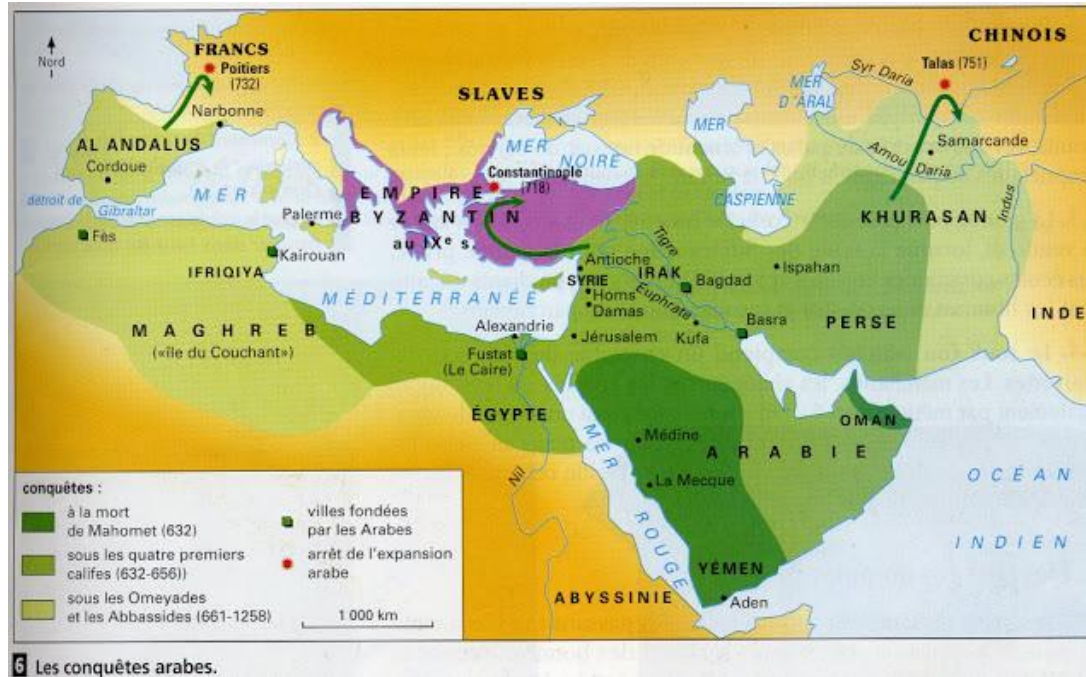 Nord
FRANCS
Poitiers
(732)
Narbonne
AL ANDALUS
Cordoue
détroit de
Gibraltar
MER
MÉDITERRANÉE
Fès
Palerme
Kairouan
IFRIQIYA
MAGHREB
(«île du Couchant»)
SLAVES
MER
NOIRE
Constantinople
(718)
EMPIRE
BYZANTIN
au IXe s.
CHINOIS
Talas (751)
MER
D'ARAL
Syr Daria
Samarcande
Amou Daria
MER
CASPIENNE
KHURASAN
Indus
INDE
Tigre
Antioche
SYRIE
IRAK
Bagdad
Ispahan
Homs
Damas
Euphrate
Kufa
Basra
PERSE
Jérusalem
Alexandrie
Fustat
(Le Caire)
ÉGYPTE
Nil
MER
ROUGE
Médine
La Mecque
ARABIE
OMAN
YÉMEN
Aden
ABYSSINIE
OCÉAN
INDIEN
conquêtes :
à la mort
de Mahomet (632)
sous les quatre premiers
califes (632-656))
sous les Omeyades
et les Abbassides (661-1258)
villes fondées
par les Arabes
arrêt de l'expansion
arabe
1 000 km
6 Les conquêtes arabes.